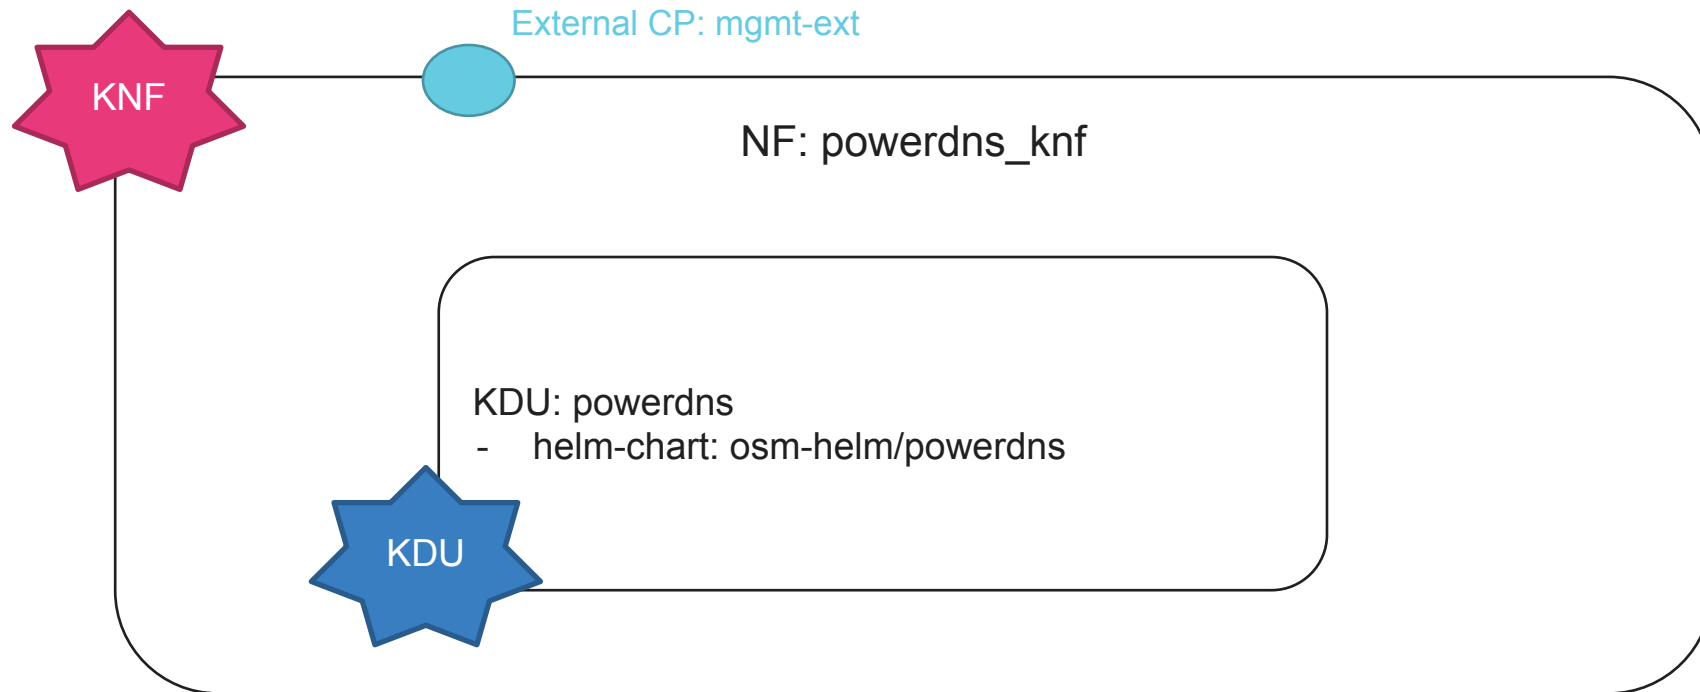 External CP: mgmt-ext
KNF
NF: powerdns_knf
KDU: powerdns
- helm-chart: osm-helm/powerdns
KDU